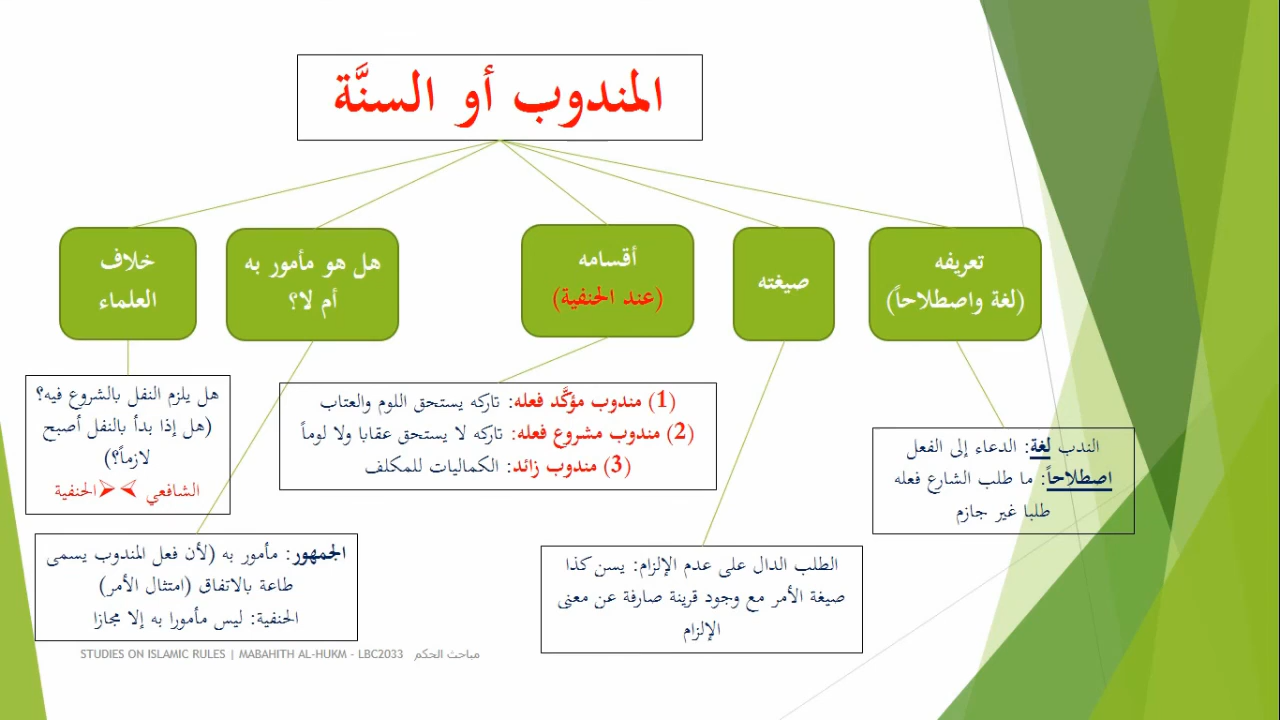 المندوب أو السنَّة
تعريفه
(لغة واصطلاحاً)
صيغته
أقسامه
(عند الحنفية)
هل هو مأمور به
أم لا؟
خلاف
العلماء
الندب لغة: الدعاء إلى الفعل
اصطلاحاً: ما طلب الشارع فعله
طلبا غير جازم
الطلب الدال على عدم الإلزام: يسن كذا
صيغة الأمر مع وجود قرينة صارفة عن معنى
الإلزام
(1) مندوب مؤكَّد فعله: تاركه يستحق اللوم والعتاب
(2) مندوب مشروع فعله: تاركه لا يستحق عقابا ولا لوماً
(3) مندوب زائد: الكماليات للمكلف
الجمهور: مأمور به (لأن فعل المندوب يسمى
طاعة بالاتفاق (امتثال الأمر)
الحنفية: ليس مأمورا به إلا مجازا
هل يلزم النفل بالشروع فيه؟
(هل إذا بدأ بالنفل أصبح
لازماً؟)
الشافعي ⮜⮞ الحنفية
STUDIES ON ISLAMIC RULES | MABAHITH AL-HUKM - LBC2033 مباحث الحكم